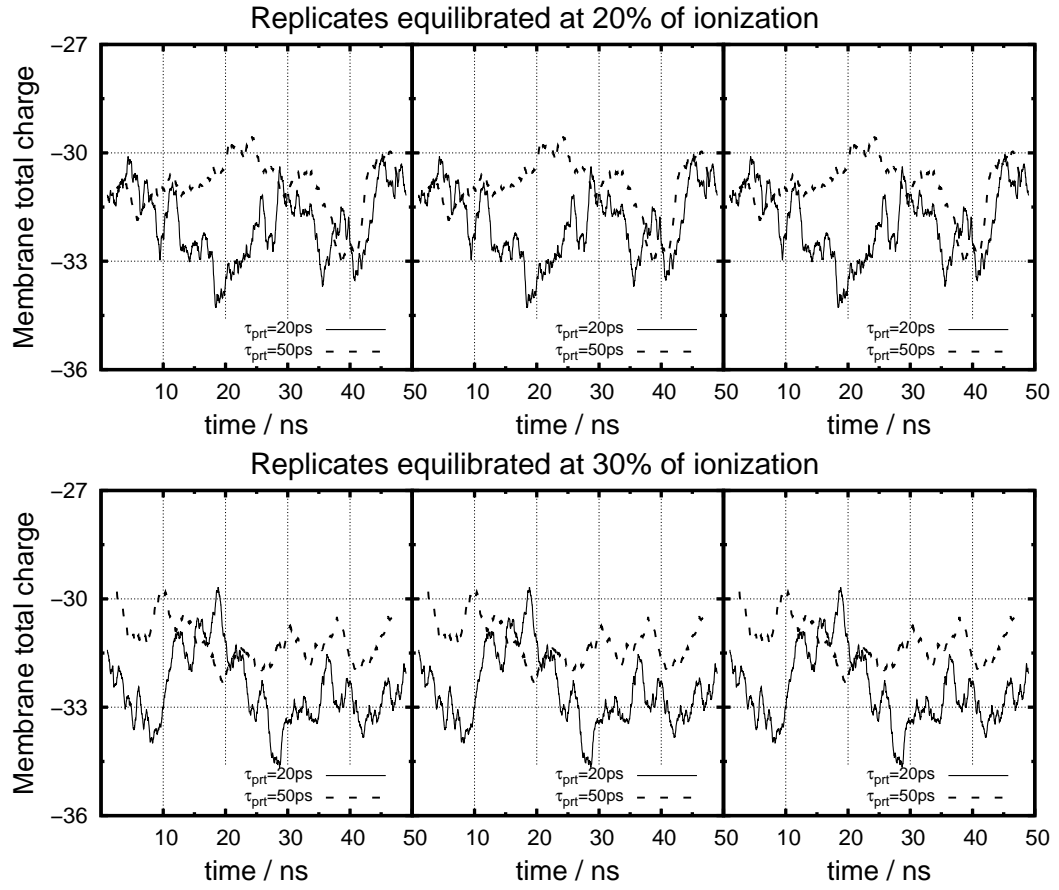 Replicates equilibrated at 20% of ionization
Membrane total charge
−27
−30
−33
−36
τprt=20ps
τprt=50ps
τprt=20ps
τprt=50ps
τprt=20ps
τprt=50ps
10 20 30 40 50 10 20 30 40 50 10 20 30 40 50
time / ns time / ns time / ns
Replicates equilibrated at 30% of ionization
Membrane total charge
−27
−30
−33
−36
τprt=20ps
τprt=50ps
τprt=20ps
τprt=50ps
τprt=20ps
τprt=50ps
10 20 30 40 50 10 20 30 40 50 10 20 30 40 50
time / ns time / ns time / ns